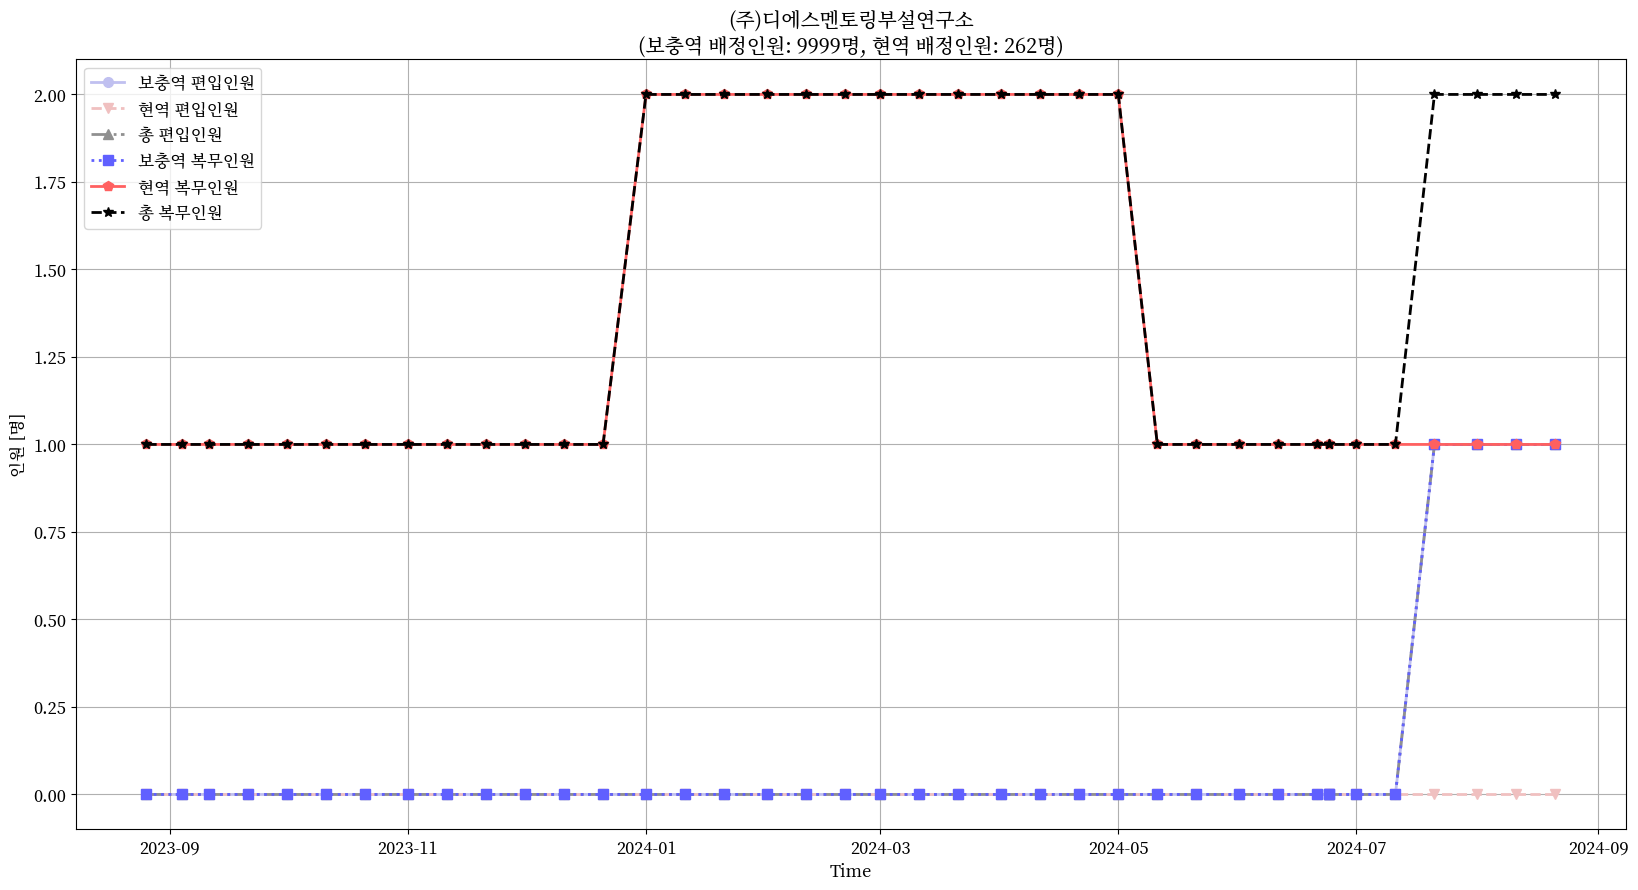 (주)디에스멘토링부설연구소
(보충역 배정인원: 9999명, 현역 배정인원: 262명)
보충역 편입인원
현역 편입인원
총 편입인원
보충역 복무인원
현역 복무인원
총 복무인원
2.00
1.75
1.50
1.25
1.00
0.75
0.50
0.25
0.00
인원 [명]
2023-09 2023-11 2024-01 2024-03 2024-05 2024-07 2024-09
Time